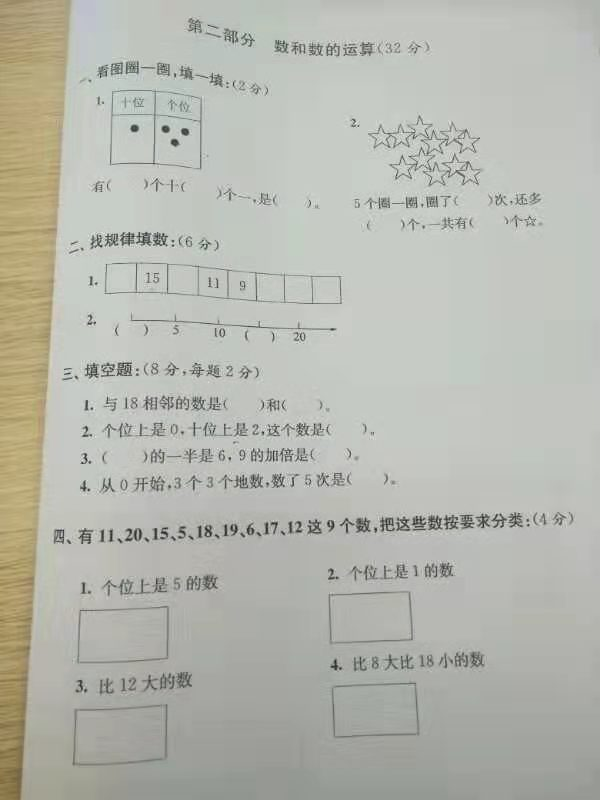 第二部分 数和数的运算(32分)
一、看图圈一圈,填一填:(2分)
1.
十位 个位
有( )个十( )个一,是( )。
2.
5个圈一圈,圈了( )次,还多
( )个,一共有( )个☆。
二、找规律填数:(6分)
1. 15 11 9
2. ( ) 5 10 ( ) 20
三、填空题:(8分,每题2分)
1. 与18相邻的数是( )和( )。
2. 个位上是0,十位上是2,这个数是( )。
3. ( )的一半是6,9的加倍是( )。
4. 从0开始,3个3个地数,数了5次是( )。
四、有11、20、15、5、18、19、6、17、12这9个数,把这些数按要求分类:(4分)
1. 个位上是5的数
2. 个位上是1的数
3. 比12大的数
4. 比8大比18小的数